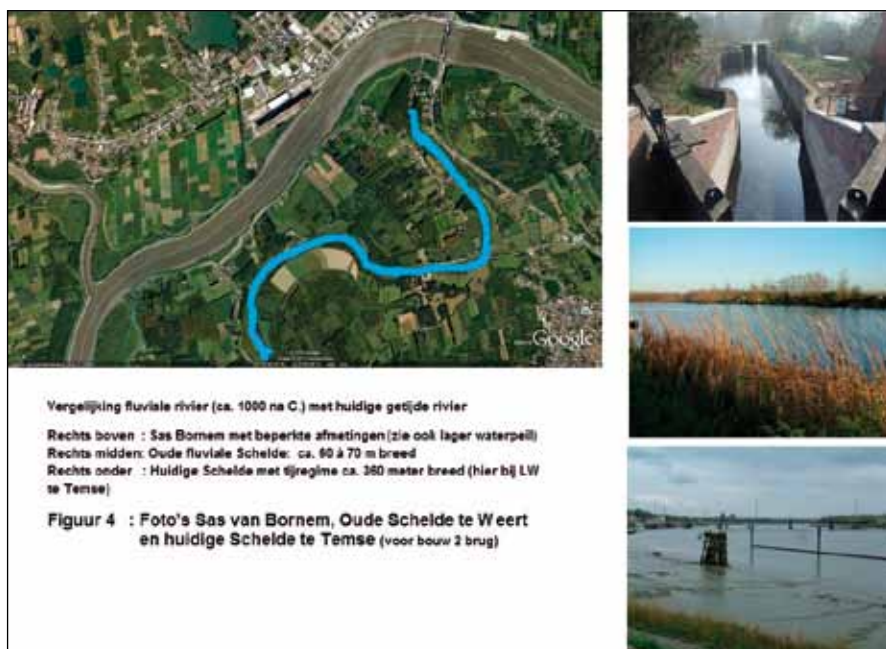 Google
Vergelijking fluviale rivier (ca. 1000 na C.) met huidige getijde rivier
Rechts boven : Sas Bornem met beperkte afmetingen (zie ook lager waterpeil)
Rechts midden: Oude fluviale Schelde: ca. 60 à 70 m breed
Rechts onder : Huidige Schelde met tijregime ca. 360 meter breed (hier bij LW
te Temse)
Figuur 4 : Foto's Sas van Bornem, Oude Schelde te Weert
en huidige Schelde te Temse (voor bouw 2 brug)